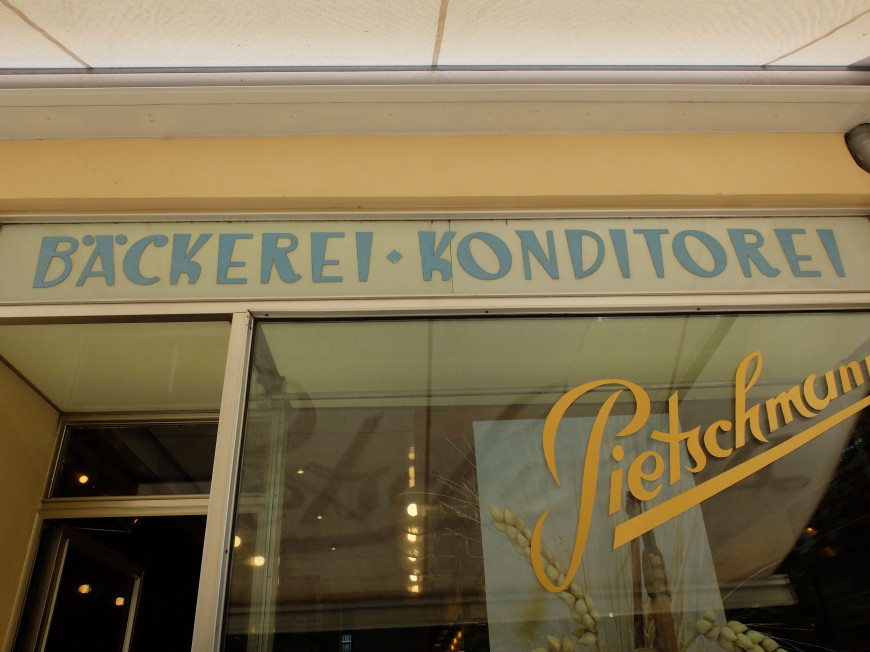 BÄCKEREI · KONDITOREI
Pietschmann